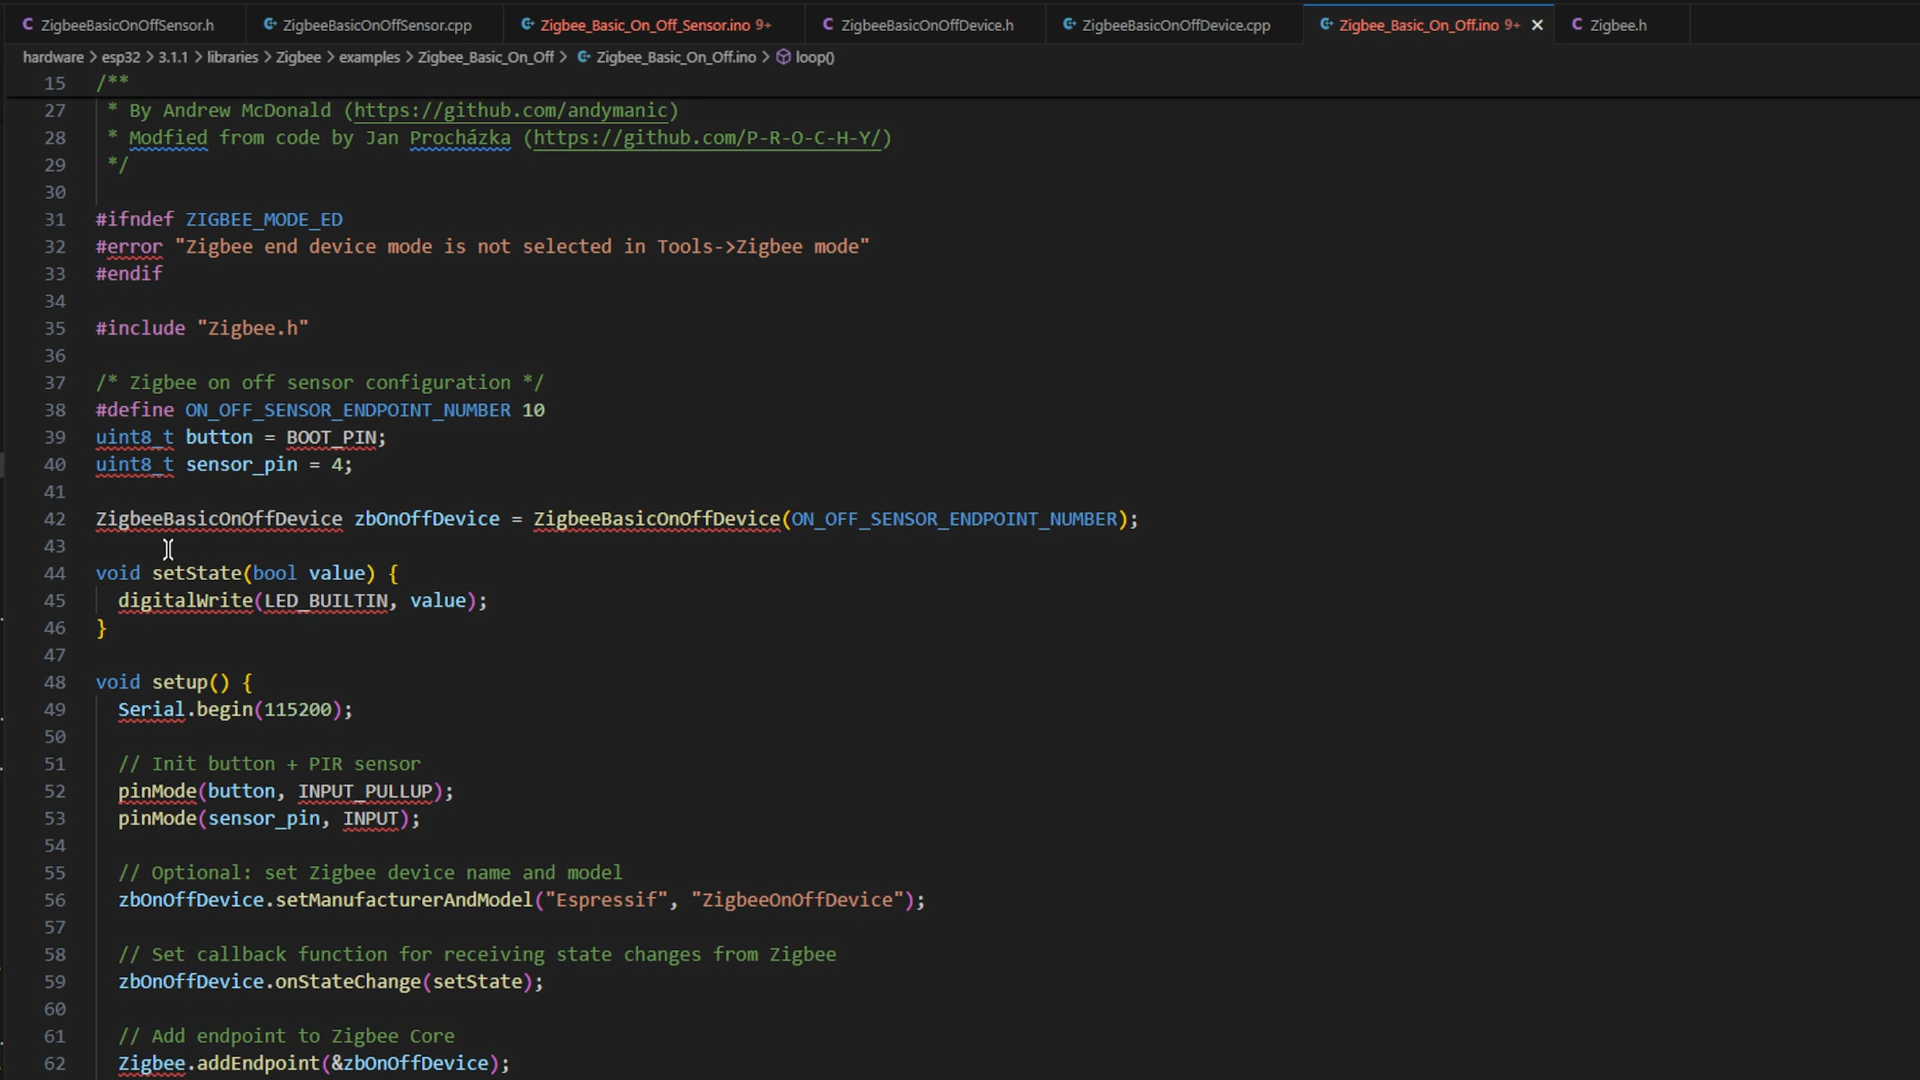 ZigbeeBasicOnOffSensor.h ZigbeeBasicOnOffSensor.cpp Zigbee_Basic_On_Off_Sensor.ino 9+ ZigbeeBasicOnOffDevice.h ZigbeeBasicOnOffDevice.cpp Zigbee_Basic_On_Off.ino 9+ Zigbee.h
hardware > esp32 > 3.1.1 > libraries > Zigbee > examples > Zigbee_Basic_On_Off > Zigbee_Basic_On_Off.ino > loop()
15 /**
27 * By Andrew McDonald (https://github.com/andymanic)
28 * Modfied from code by Jan Procházka (https://github.com/P-R-O-C-H-Y/)
29 */
30
31 #ifndef ZIGBEE_MODE_ED
32 #error "Zigbee end device mode is not selected in Tools->Zigbee mode"
33 #endif
34
35 #include "Zigbee.h"
36
37 /* Zigbee on off sensor configuration */
38 #define ON_OFF_SENSOR_ENDPOINT_NUMBER 10
39 uint8_t button = BOOT_PIN;
40 uint8_t sensor_pin = 4;
41
42 ZigbeeBasicOnOffDevice zbOnOffDevice = ZigbeeBasicOnOffDevice(ON_OFF_SENSOR_ENDPOINT_NUMBER);
43
44 void setState(bool value) {
45 digitalWrite(LED_BUILTIN, value);
46 }
47
48 void setup() {
49 Serial.begin(115200);
50
51 // Init button + PIR sensor
52 pinMode(button, INPUT_PULLUP);
53 pinMode(sensor_pin, INPUT);
54
55 // Optional: set Zigbee device name and model
56 zbOnOffDevice.setManufacturerAndModel("Espressif", "ZigbeeOnOffDevice");
57
58 // Set callback function for receiving state changes from Zigbee
59 zbOnOffDevice.onStateChange(setState);
60
61 // Add endpoint to Zigbee Core
62 Zigbee.addEndpoint(&zbOnOffDevice);